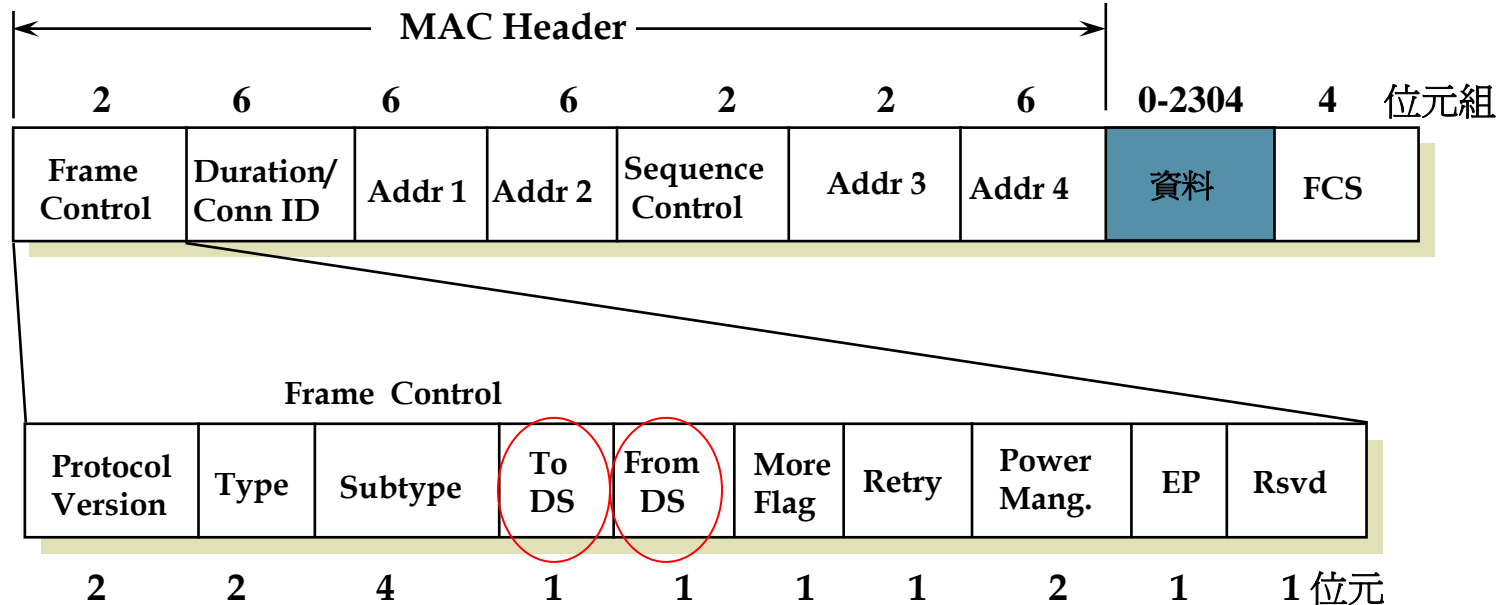 MAC Header
2 6 6 6 2 2 6 0-2304 4 位元組
Frame Control
Duration/ Conn ID
Addr 1
Addr 2
Sequence Control
Addr 3
Addr 4
資料
FCS
Frame Control
Protocol Version
Type
Subtype
To DS
From DS
More Flag
Retry
Power Mang.
EP
Rsvd
2 2 4 1 1 1 1 2 1 1 位元